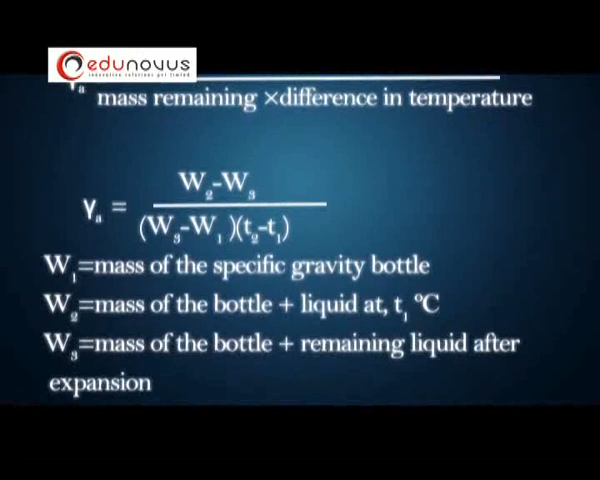 edunovus
innovative solutions pvt limited
γₐ mass remaining ×difference in temperature
γₐ = W₂-W₃
(W₃-W₁)(t₂-t₁)
W₁=mass of the specific gravity bottle
W₂=mass of the bottle + liquid at, t₁ °C
W₃=mass of the bottle + remaining liquid after
expansion